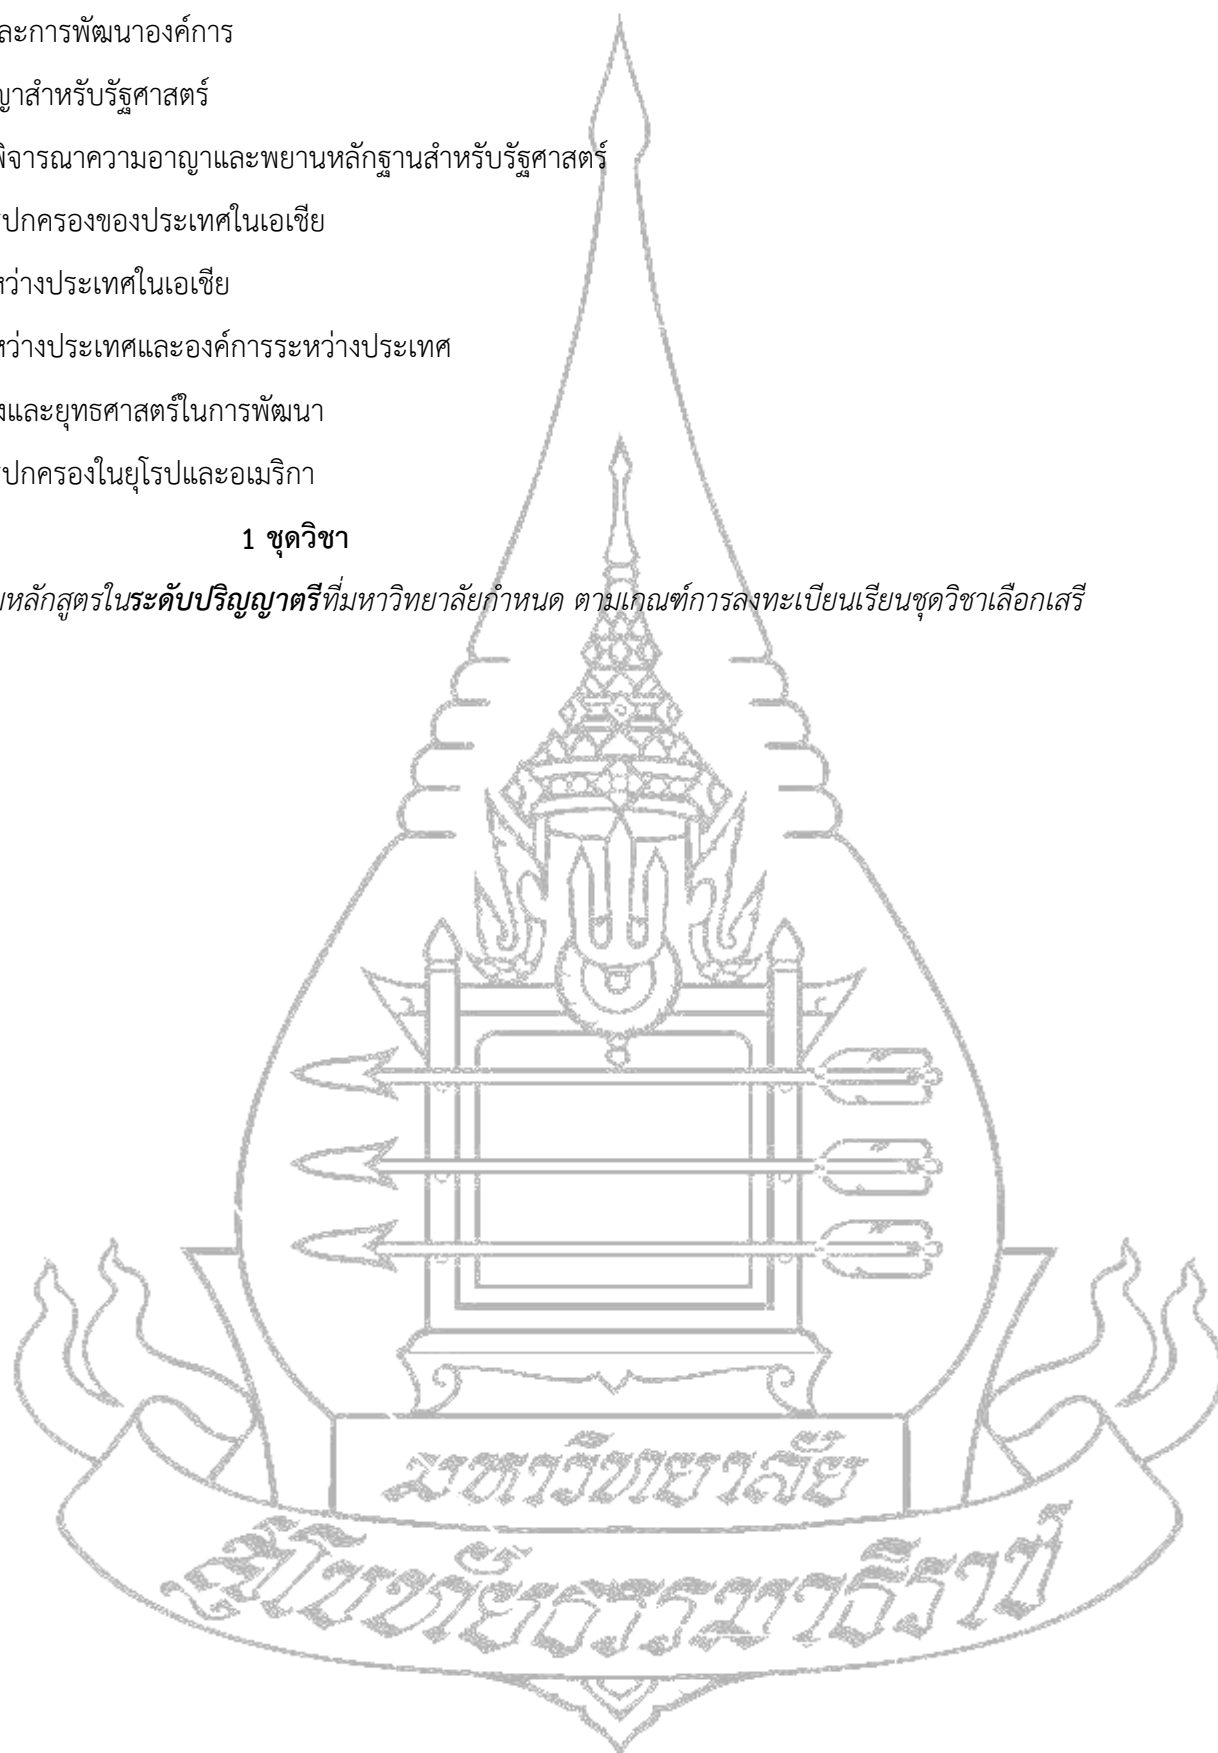 ละการพัฒนาองค์การ
ญาสำหรับรัฐศาสตร์
พิจารณาความอาญาและพยานหลักฐานสำหรับรัฐศาสตร์
รปกครองของประเทศในเอเชีย
หว่างประเทศในเอเชีย
หว่างประเทศและองค์การระหว่างประเทศ
งและยุทธศาสตร์ในการพัฒนา
รปกครองในยุโรปและอเมริกา
1 ชุดวิชา
มหลักสูตรในระดับปริญญาตรีที่มหาวิทยาลัยกำหนด ตามเกณฑ์การลงทะเบียนเรียนชุดวิชาเลือกเสรี
มหาวิทยาลัย
สุโขทัยธรรมาธิราช